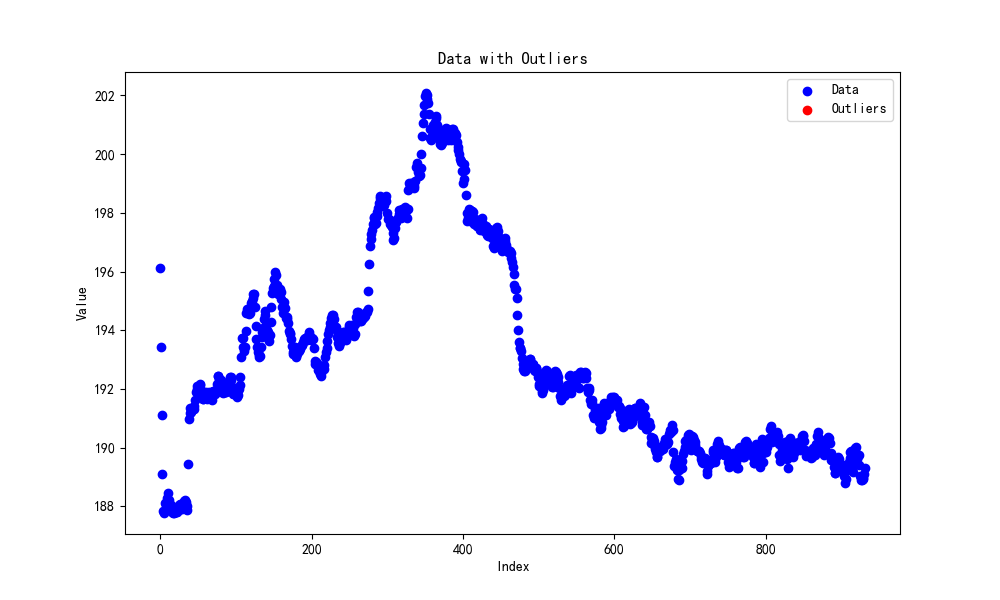 Data with Outliers
Data
Outliers
202
200
198
196
194
192
190
188
Value
0 200 400 600 800
Index